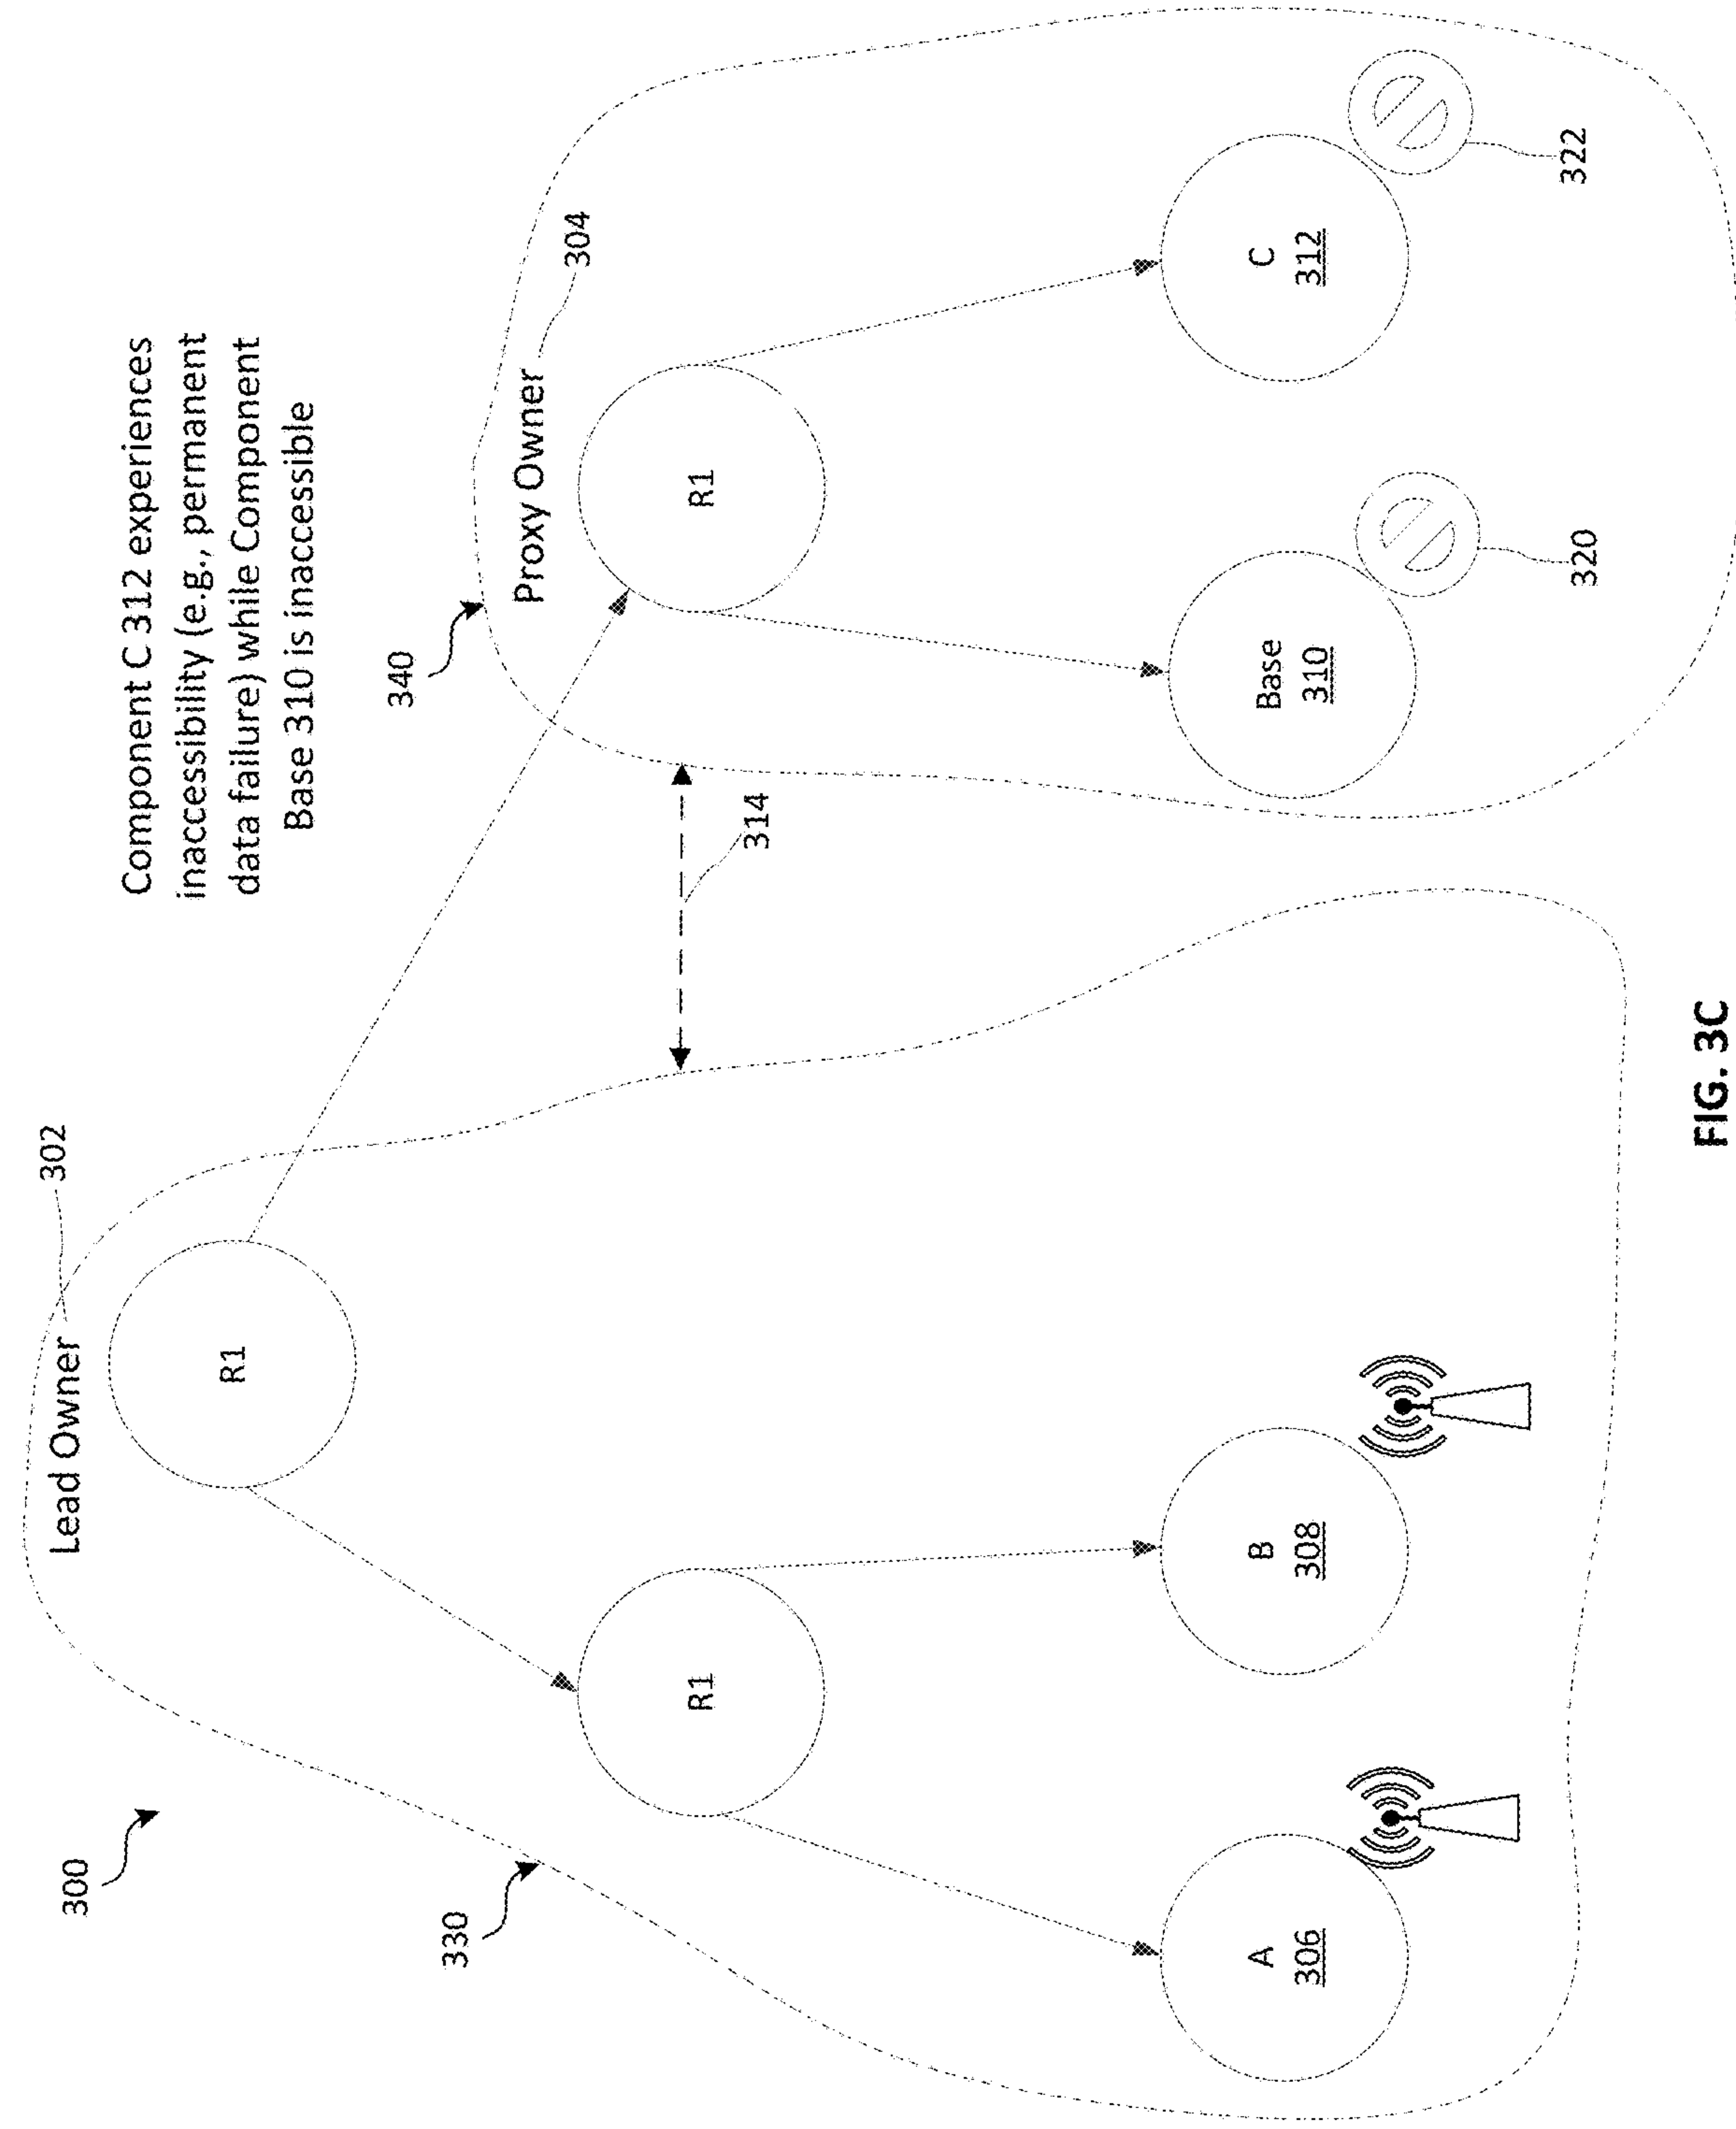 300
Lead Owner
302
R1
Component C 312 experiences
inaccessibility (e.g., permanent
data failure) while Component
Base 310 is inaccessible
330
340
Proxy Owner
304
R1
R1
314
A
306
B
308
Base
310
C
312
320
322
FIG. 3C